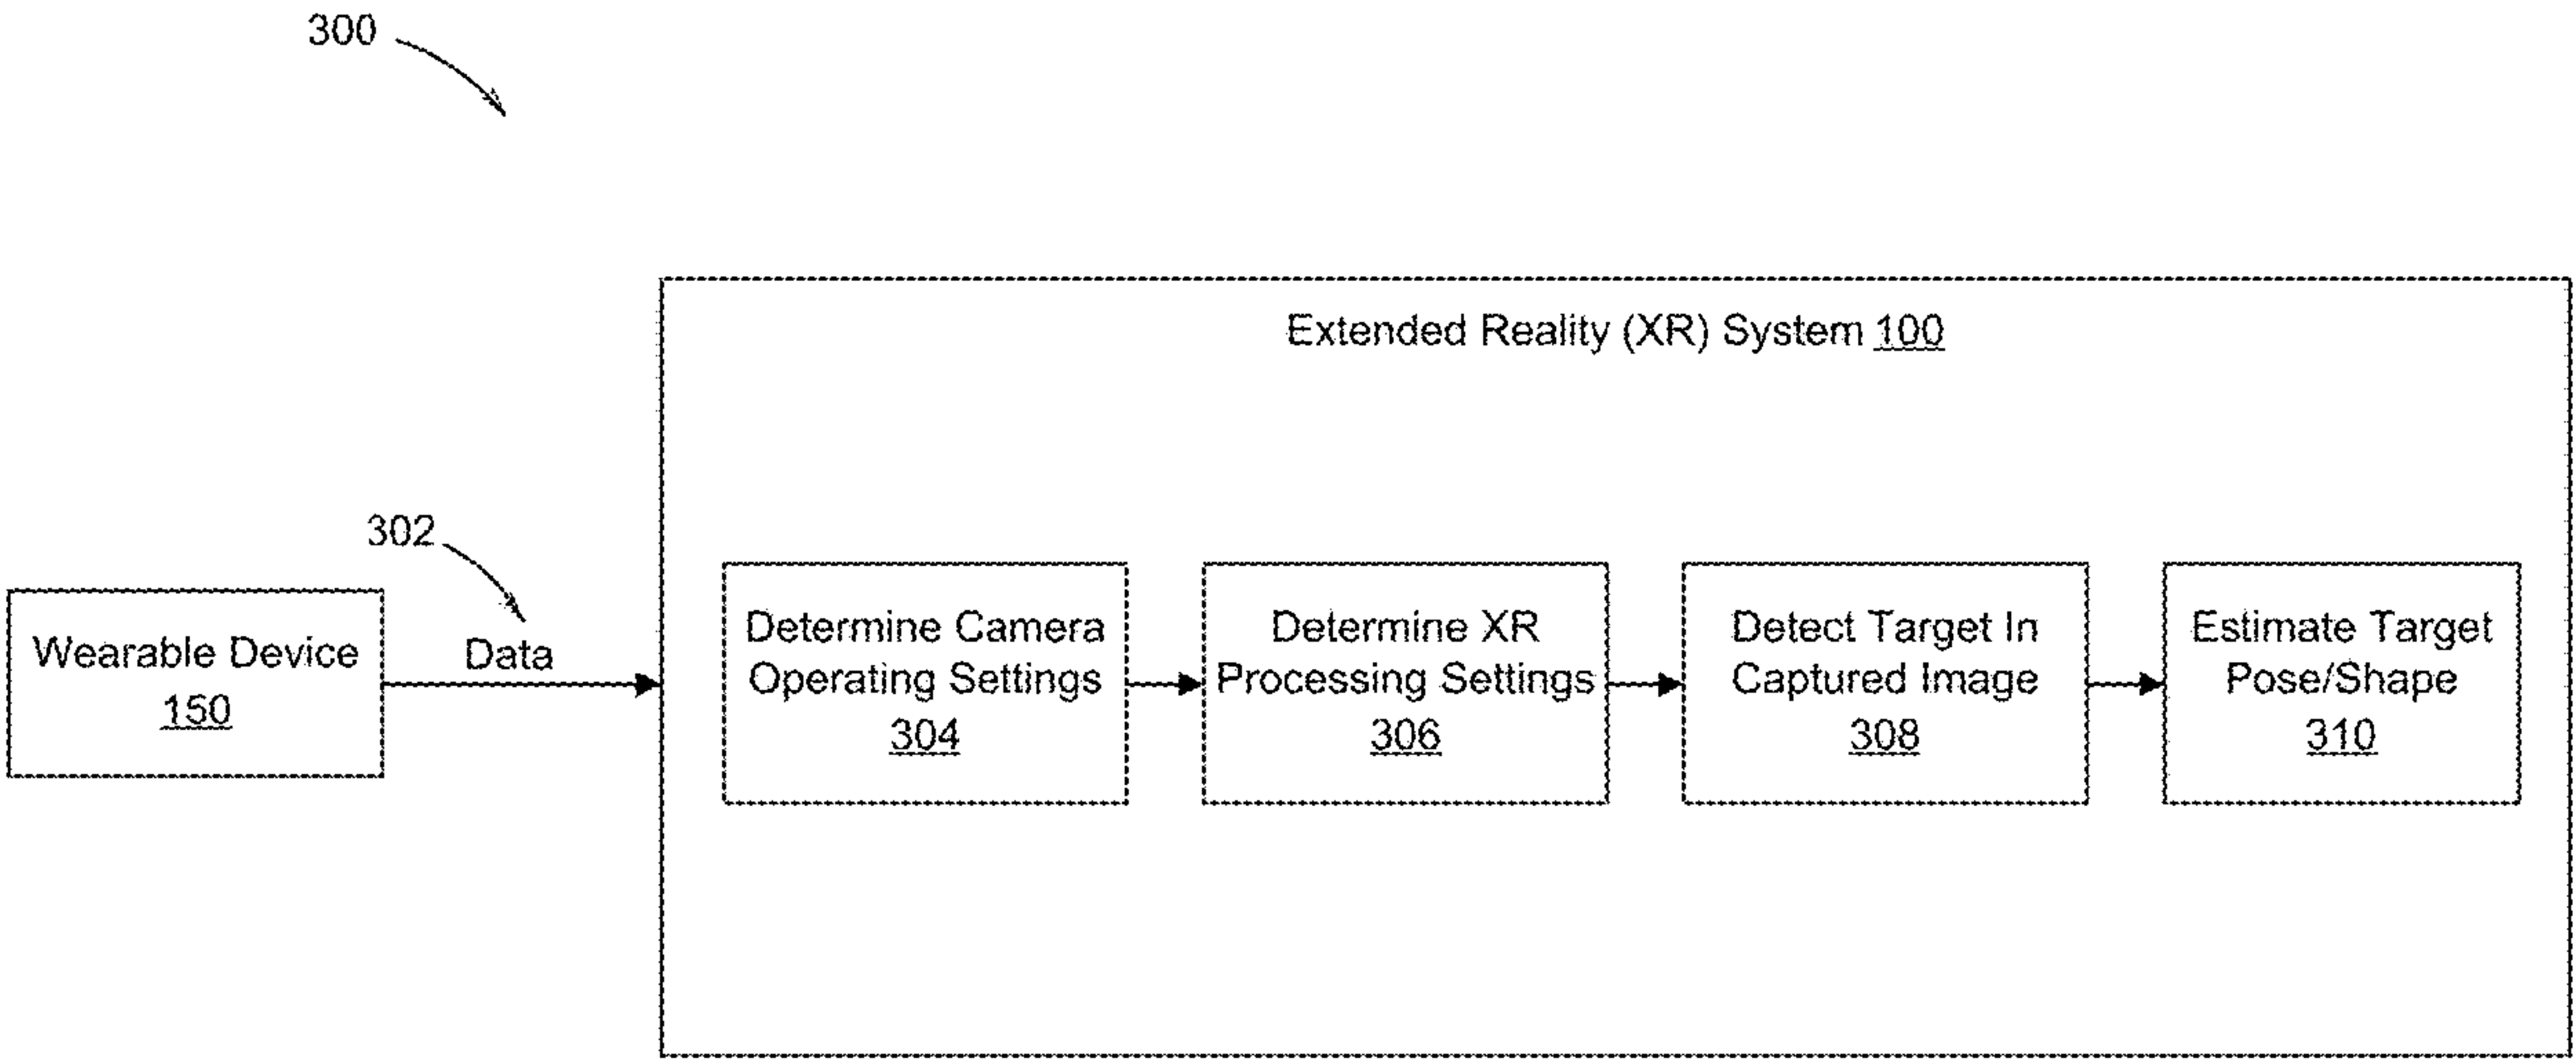 300
Extended Reality (XR) System 100
302
Wearable Device
150
Data
Determine Camera
Operating Settings
304
Determine XR
Processing Settings
306
Detect Target In
Captured Image
308
Estimate Target
Pose/Shape
310